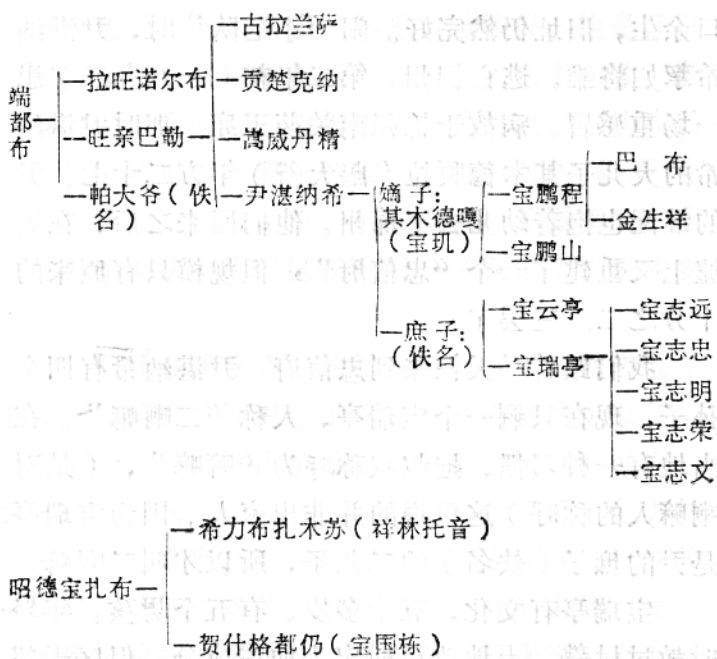 古拉兰萨
拉旺诺尔布 贡楚克纳
端都布
旺亲巴勒 嵩威丹精
帕大爷(佚名) 尹湛纳希 嫡子:其木德嘎(宝玑) 宝鹏程 巴布
金生祥
宝鹏山
庶子:(佚名) 宝云亭 宝志远
宝瑞亭 宝志忠
宝志明
宝志荣
宝志文
希力布扎木苏(祥林托音)
昭德宝扎布
贺什格都仍(宝国栋)